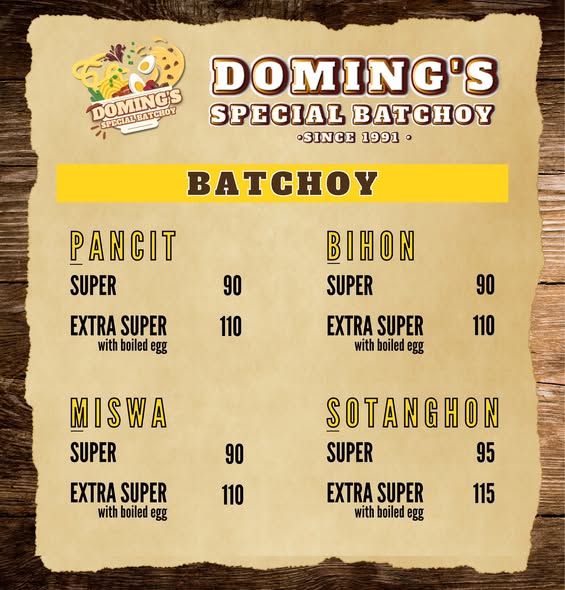 DOMING'S
SPECIAL BATCHOY
DOMING'S
SPECIAL BATCHOY
·SINCE 1991·
BATCHOY
PANCIT
SUPER 90
EXTRA SUPER 110
with boiled egg
BIHON
SUPER 90
EXTRA SUPER 110
with boiled egg
MISWA
SUPER 90
EXTRA SUPER 110
with boiled egg
SOTANGHON
SUPER 95
EXTRA SUPER 115
with boiled egg